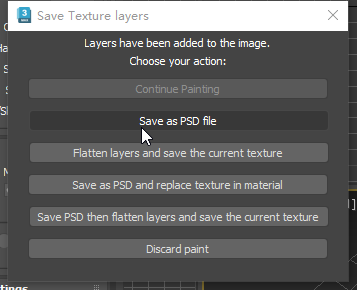 Save Texture layers
Layers have been added to the image.
Choose your action:
Continue Painting
Save as PSD file
Flatten layers and save the current texture
Save as PSD and replace texture in material
Save PSD then flatten layers and save the current texture
Discard paint